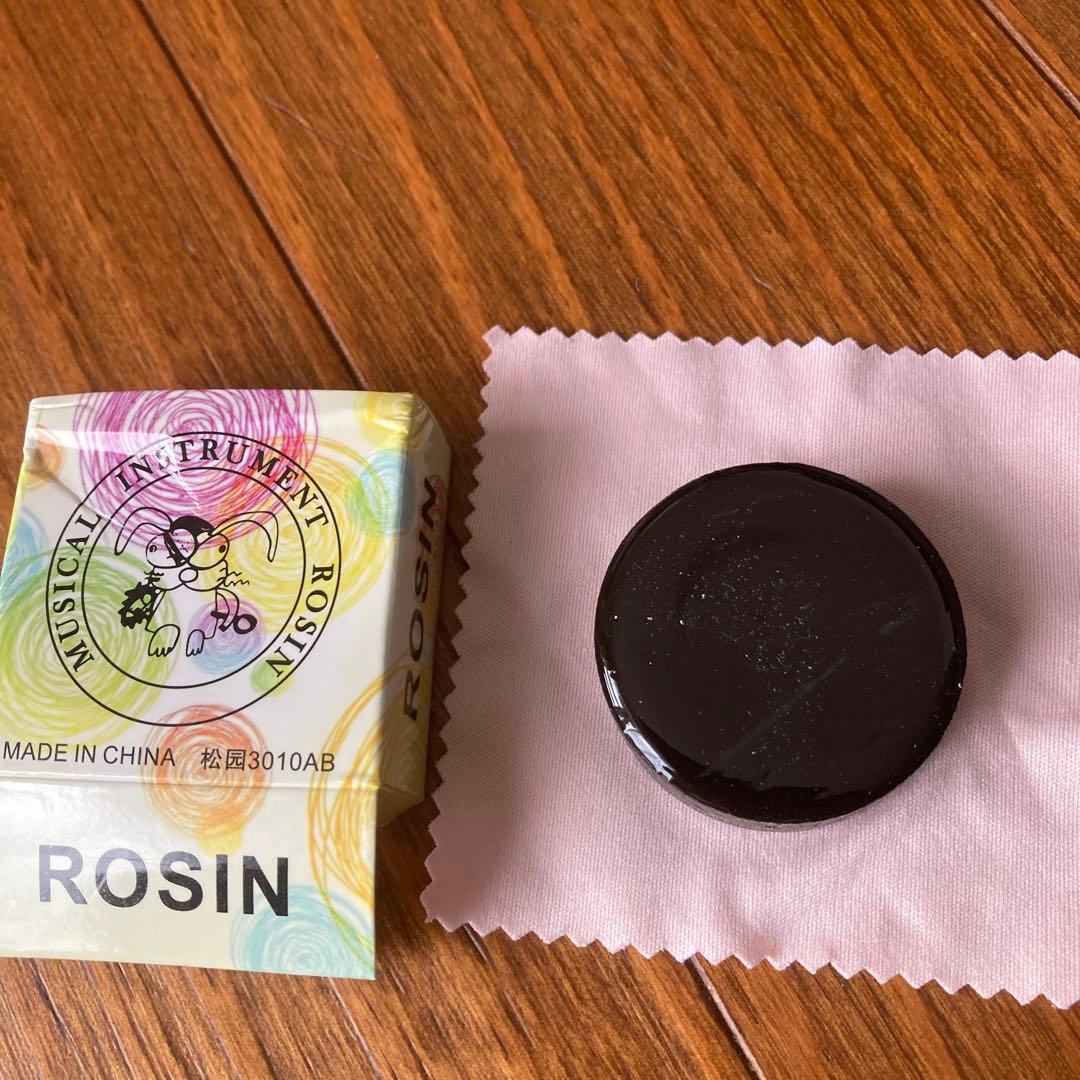 MUSICAL INSTRUMENT ROSIN
ROSIN
MADE IN CHINA 松园3010AB
ROSIN